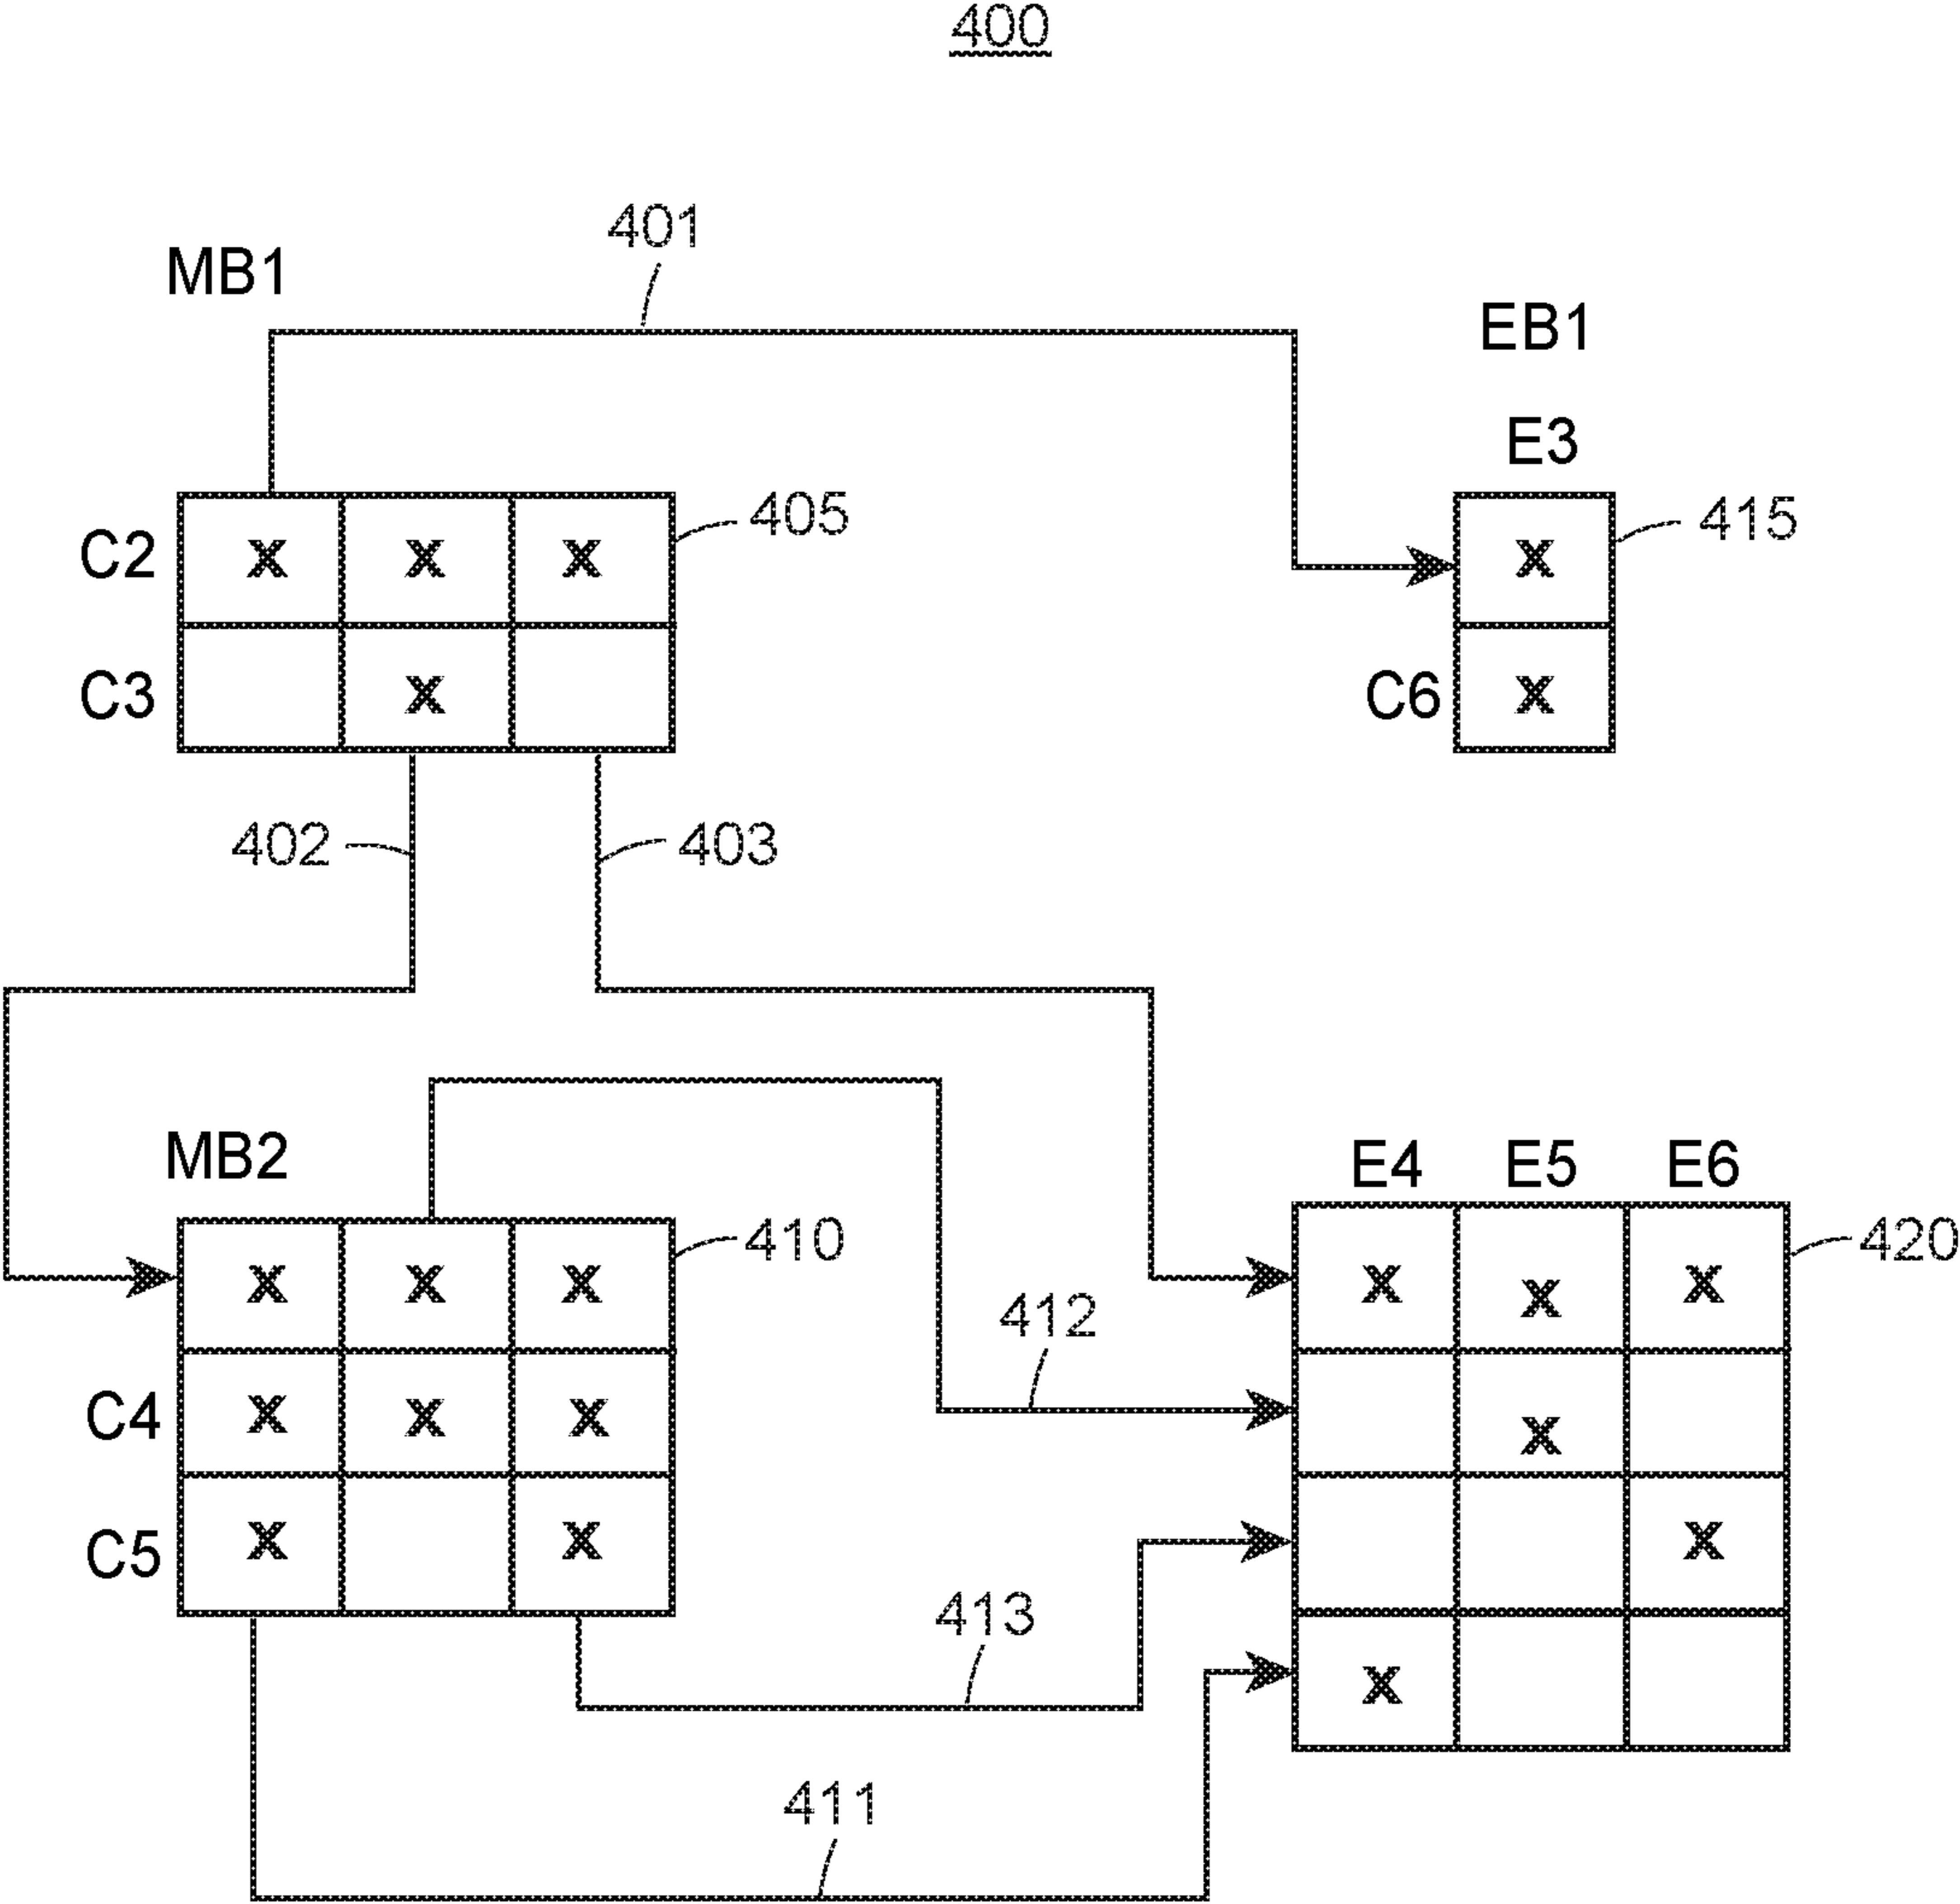 400
401
MB1
EB1
E3
C2 X X X 405
X 415
C3 X
C6 X
402 403
MB2
E4 E5 E6
X X X 410
X X X 420
412
C4 X X X
X
C5 X X
X
413
X
411